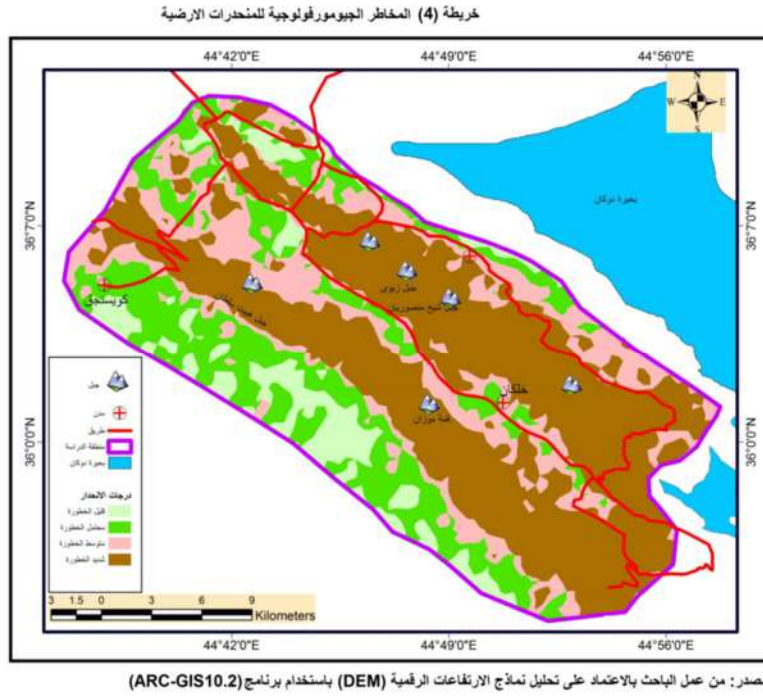 خريطة (4) المخاطر الجيومورفولوجية للمنحدرات الارضية
44°42'0"E 44°49'0"E 44°56'0"E
N
W E
S
بحيرة دوكان
36°7'0"N 36°7'0"N
جبل زيوى
كويسنجق
خلكان
قمة دوزان
36°0'0"N 36°0'0"N
جبل
مدن
طريق
منطقة الدراسة
بحيرة دوكان
درجات الانحدار
قليل الخطورة
محتمل الخطورة
متوسط الخطورة
شديد الخطورة
3 1.5 0 3 6 9
Kilometers
44°42'0"E 44°49'0"E 44°56'0"E
صدر: من عمل الباحث بالاعتماد على تحليل نماذج الارتفاعات الرقمية (DEM) باستخدام برنامج (ARC-GIS10.2)